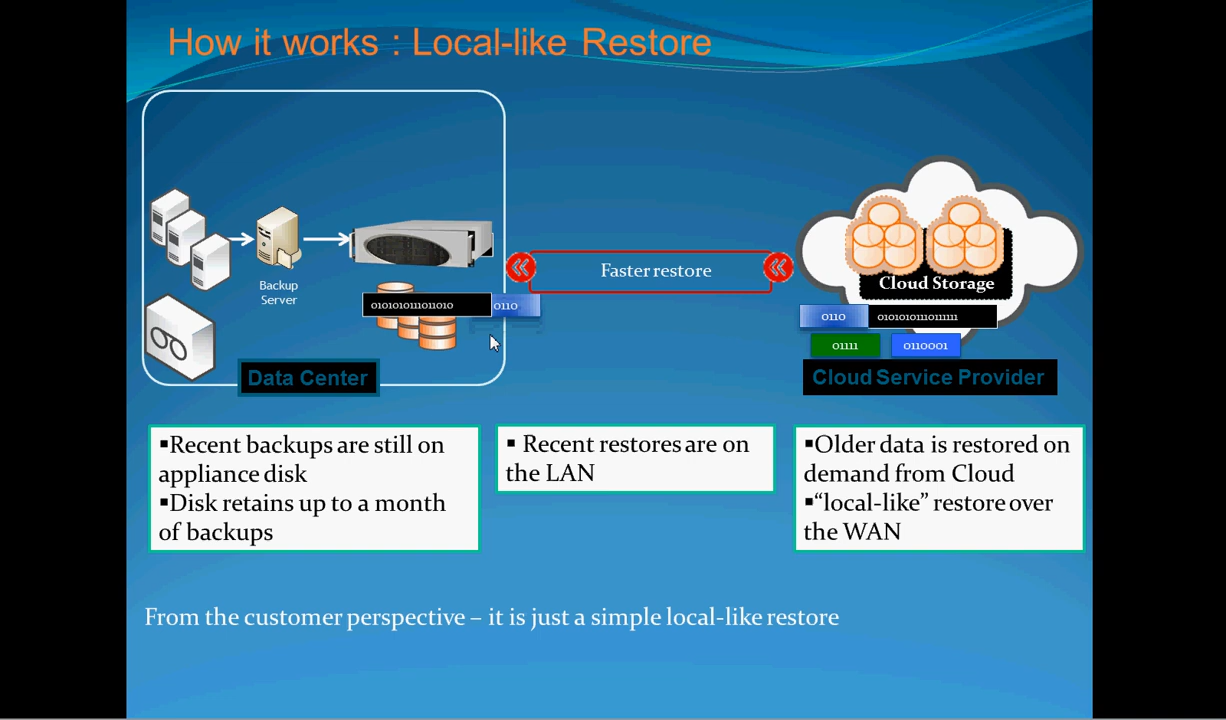 How it works : Local-like Restore
Backup
Server
Faster restore
Cloud Storage
0101010111011010
0110
0110
0101010111011111
01111
0110001
Data Center
Cloud Service Provider
▪Recent backups are still on
appliance disk
▪Disk retains up to a month
of backups
▪ Recent restores are on
the LAN
▪Older data is restored on
demand from Cloud
▪“local-like” restore over
the WAN
From the customer perspective – it is just a simple local-like restore